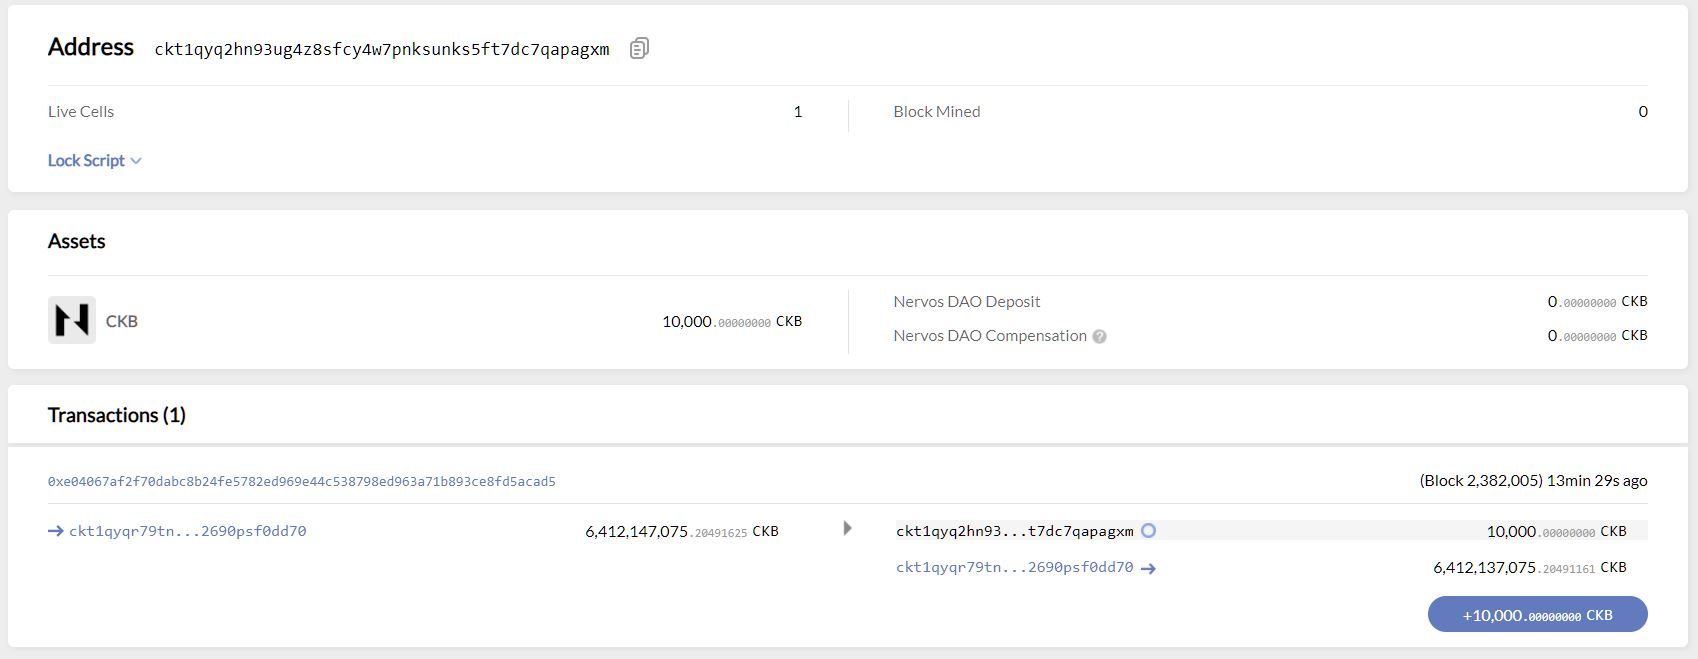 Address ckt1qyq2hn93ug4z8sfcy4w7pnksunks5ft7dc7qapagxm
Live Cells 1 Block Mined 0
Lock Script
Assets
CKB 10,000.00000000 CKB
Nervos DAO Deposit 0.00000000 CKB
Nervos DAO Compensation ? 0.00000000 CKB
Transactions (1)
0xe04067af2f70dabc8b24fe5782ed969e44c538798ed963a71b893ce8fd5acad5 (Block 2,382,005) 13min 29s ago
→ ckt1qyqr79tn...2690psf0dd70 6,412,147,075.20491625 CKB ckt1qyq2hn93...t7dc7qapagxm 10,000.00000000 CKB
ckt1qyqr79tn...2690psf0dd70 → 6,412,137,075.20491161 CKB
+10,000.00000000 CKB